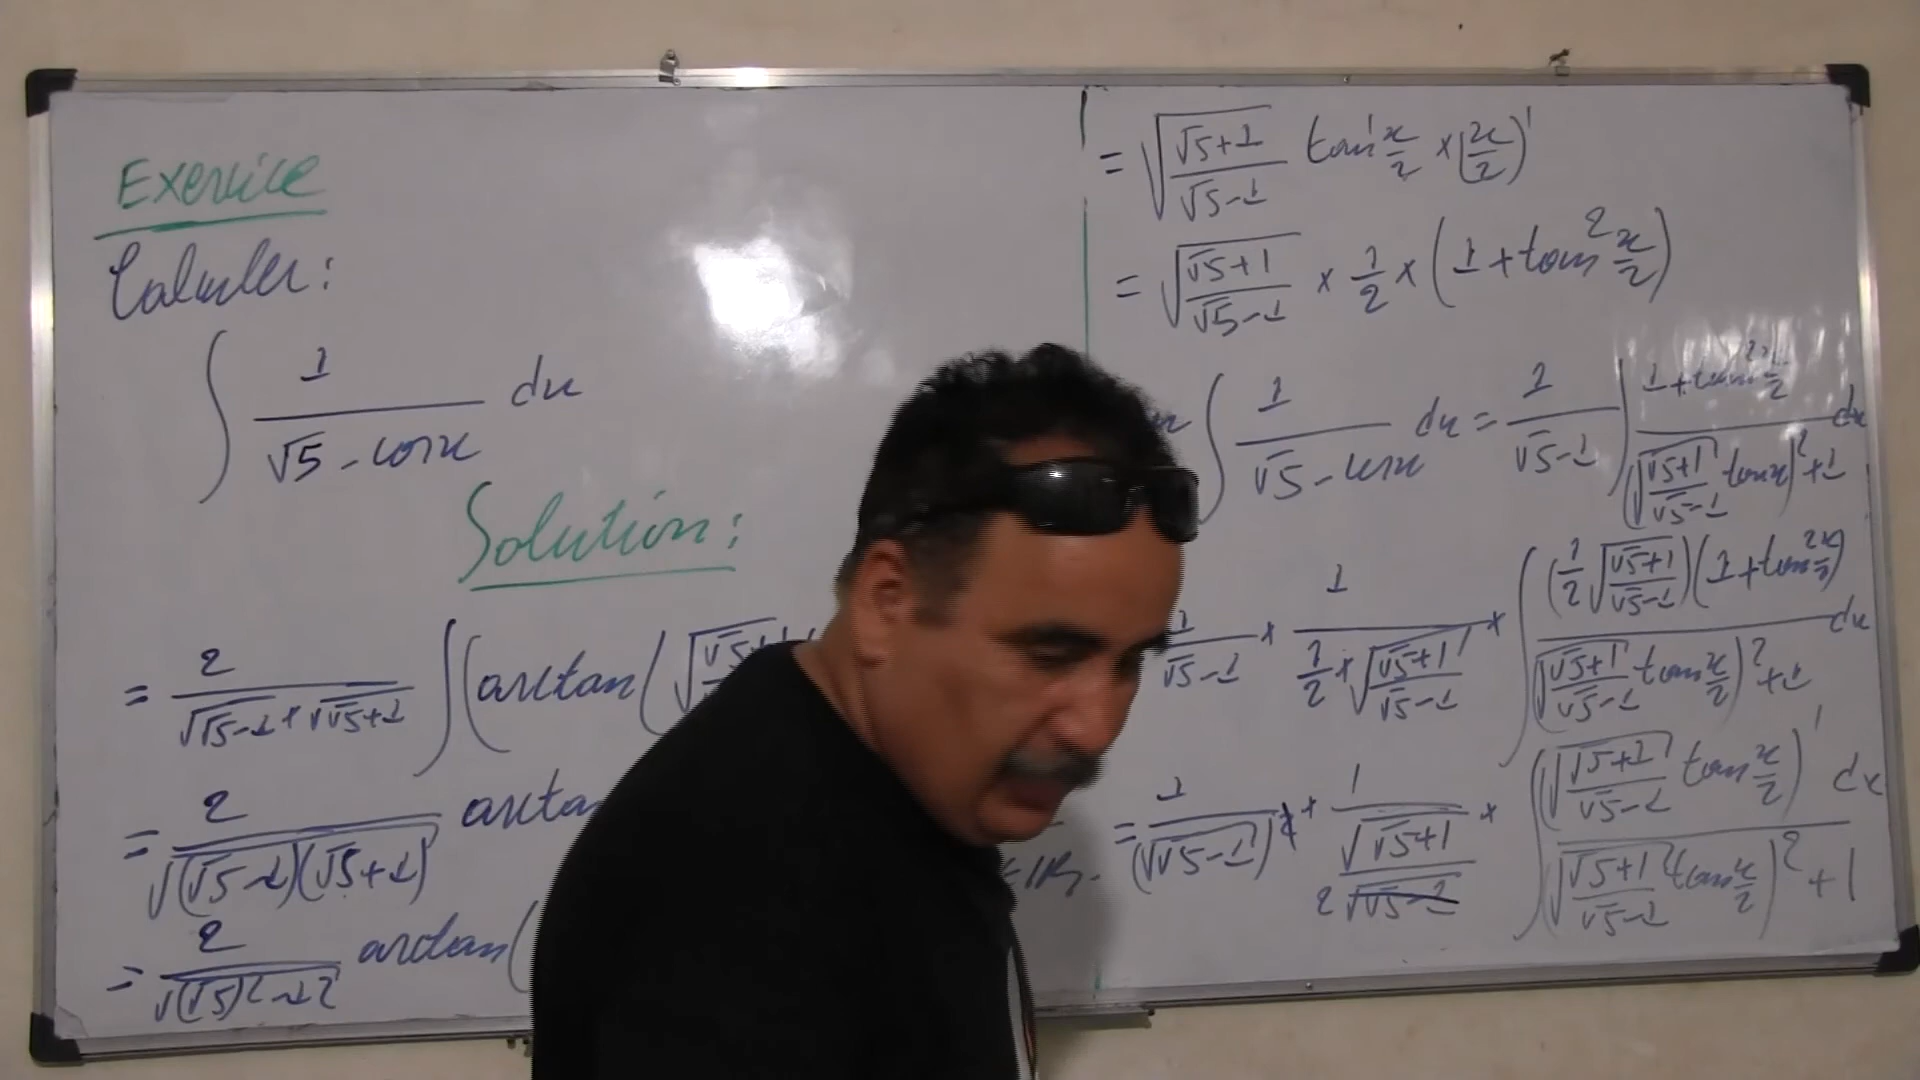 Exercice
Calculer:
∫ 1/(√5 - cosx) dx
Solution:
= 2/(√(√5-1) × √(√5+1)) ∫ (arctan(√(√5+1
= 2/√((√5-1)(√5+1)) arcta
= 2/√((√5)²-1²) arctan(
= √((√5+1)/(√5-1)) tan' x/2 × (x/2)'
= √((√5+1)/(√5-1)) × 1/2 × (1 + tan² x/2)
∫ 1/(√5 - cosx) dx = 1/(√5-1) ∫ (1+tan² x/2)/((√((√5+1)/(√5-1)) tanx)² + 1) dx
1/(√5-1) × 1/(1/2 × √((√5+1)/(√5-1))) × ∫ ((1/2 √((√5+1)/(√5-1)))(1+tan² x/2))/((√((√5+1)/(√5-1)) tan x/2)² + 1) dx
∈ IR.
= 1/(√(√5-1))² × 1/(√(√5+1)/(2√(√5-1))) × ∫ (√((√5+1)/(√5-1)) tan x/2)'/((√((√5+1)/(√5-1)) tan x/2)² + 1) dx